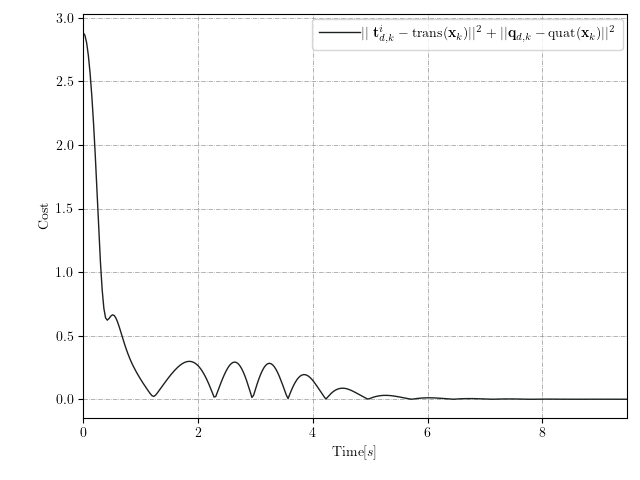 3.0
|| t^i_{d,k} − trans(x_k)||^2 + ||q_{d,k} − quat(x_k)||^2
2.5
2.0
1.5
Cost
1.0
0.5
0.0
0 2 4 6 8
Time[s]